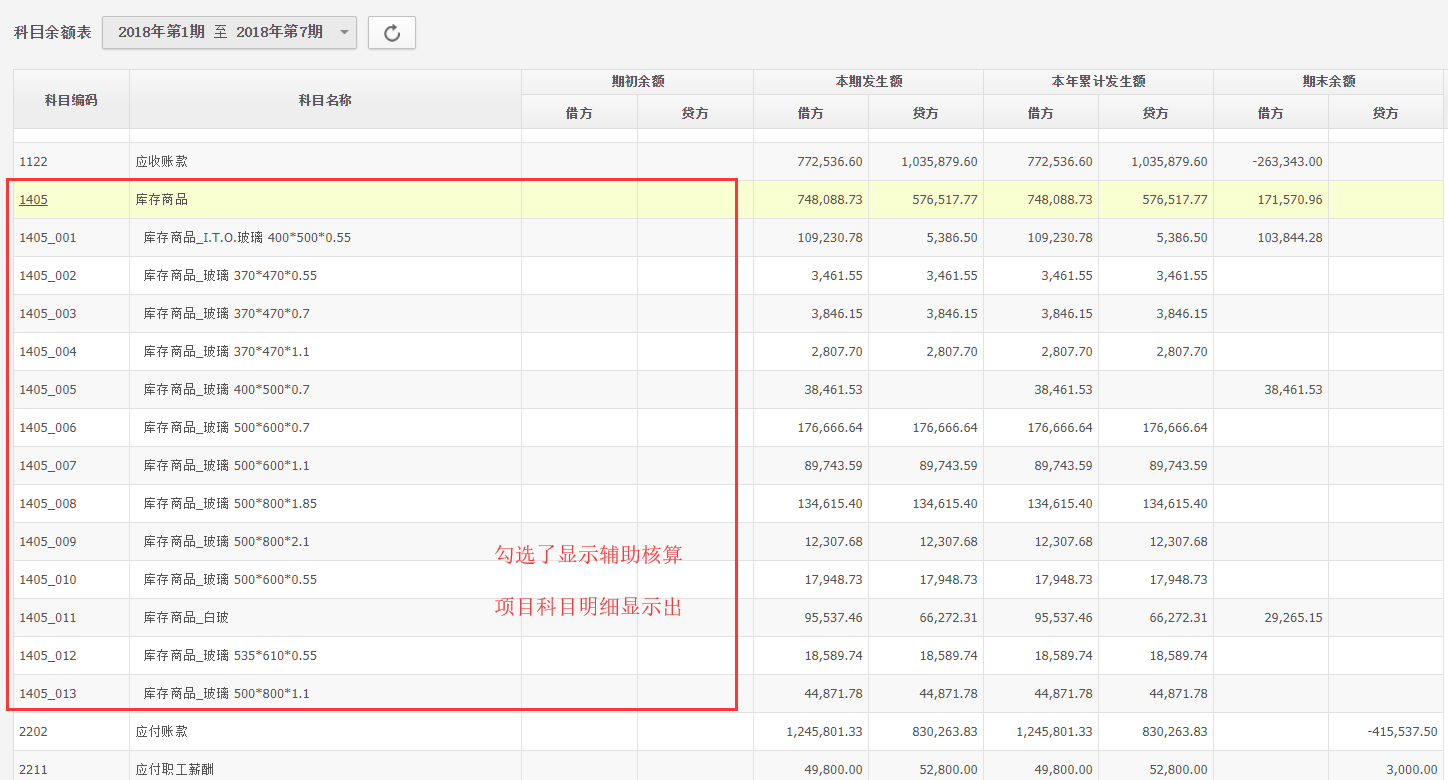 科目余额表 2018年第1期 至 2018年第7期
科目编码 科目名称 期初余额 本期发生额 本年累计发生额 期末余额
借方 贷方 借方 贷方 借方 贷方 借方 贷方
1122 应收账款 772,536.60 1,035,879.60 772,536.60 1,035,879.60 -263,343.00
1405 库存商品 748,088.73 576,517.77 748,088.73 576,517.77 171,570.96
1405_001 库存商品_I.T.O.玻璃 400*500*0.55 109,230.78 5,386.50 109,230.78 5,386.50 103,844.28
1405_002 库存商品_玻璃 370*470*0.55 3,461.55 3,461.55 3,461.55 3,461.55
1405_003 库存商品_玻璃 370*470*0.7 3,846.15 3,846.15 3,846.15 3,846.15
1405_004 库存商品_玻璃 370*470*1.1 2,807.70 2,807.70 2,807.70 2,807.70
1405_005 库存商品_玻璃 400*500*0.7 38,461.53 38,461.53 38,461.53
1405_006 库存商品_玻璃 500*600*0.7 176,666.64 176,666.64 176,666.64 176,666.64
1405_007 库存商品_玻璃 500*600*1.1 89,743.59 89,743.59 89,743.59 89,743.59
1405_008 库存商品_玻璃 500*800*1.85 134,615.40 134,615.40 134,615.40 134,615.40
1405_009 库存商品_玻璃 500*800*2.1 12,307.68 12,307.68 12,307.68 12,307.68
勾选了显示辅助核算
1405_010 库存商品_玻璃 500*600*0.55 17,948.73 17,948.73 17,948.73 17,948.73
项目科目明细显示出
1405_011 库存商品_白玻 95,537.46 66,272.31 95,537.46 66,272.31 29,265.15
1405_012 库存商品_玻璃 535*610*0.55 18,589.74 18,589.74 18,589.74 18,589.74
1405_013 库存商品_玻璃 500*800*1.1 44,871.78 44,871.78 44,871.78 44,871.78
2202 应付账款 1,245,801.33 830,263.83 1,245,801.33 830,263.83 -415,537.50
2211 应付职工薪酬 49,800.00 52,800.00 49,800.00 52,800.00 3,000.00